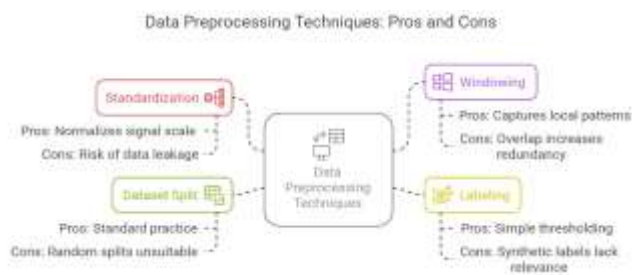 Data Preprocessing Techniques: Pros and Cons
Standardization
Pros: Normalizes signal scale
Cons: Risk of data leakage
Dataset Split
Pros: Standard practice
Cons: Random splits unsuitable
Data
Preprocessing
Techniques
Windowing
Pros: Captures local patterns
Cons: Overlap increases
redundancy
Labeling
Pros: Simple thresholding
Cons: Synthetic labels lack
relevance